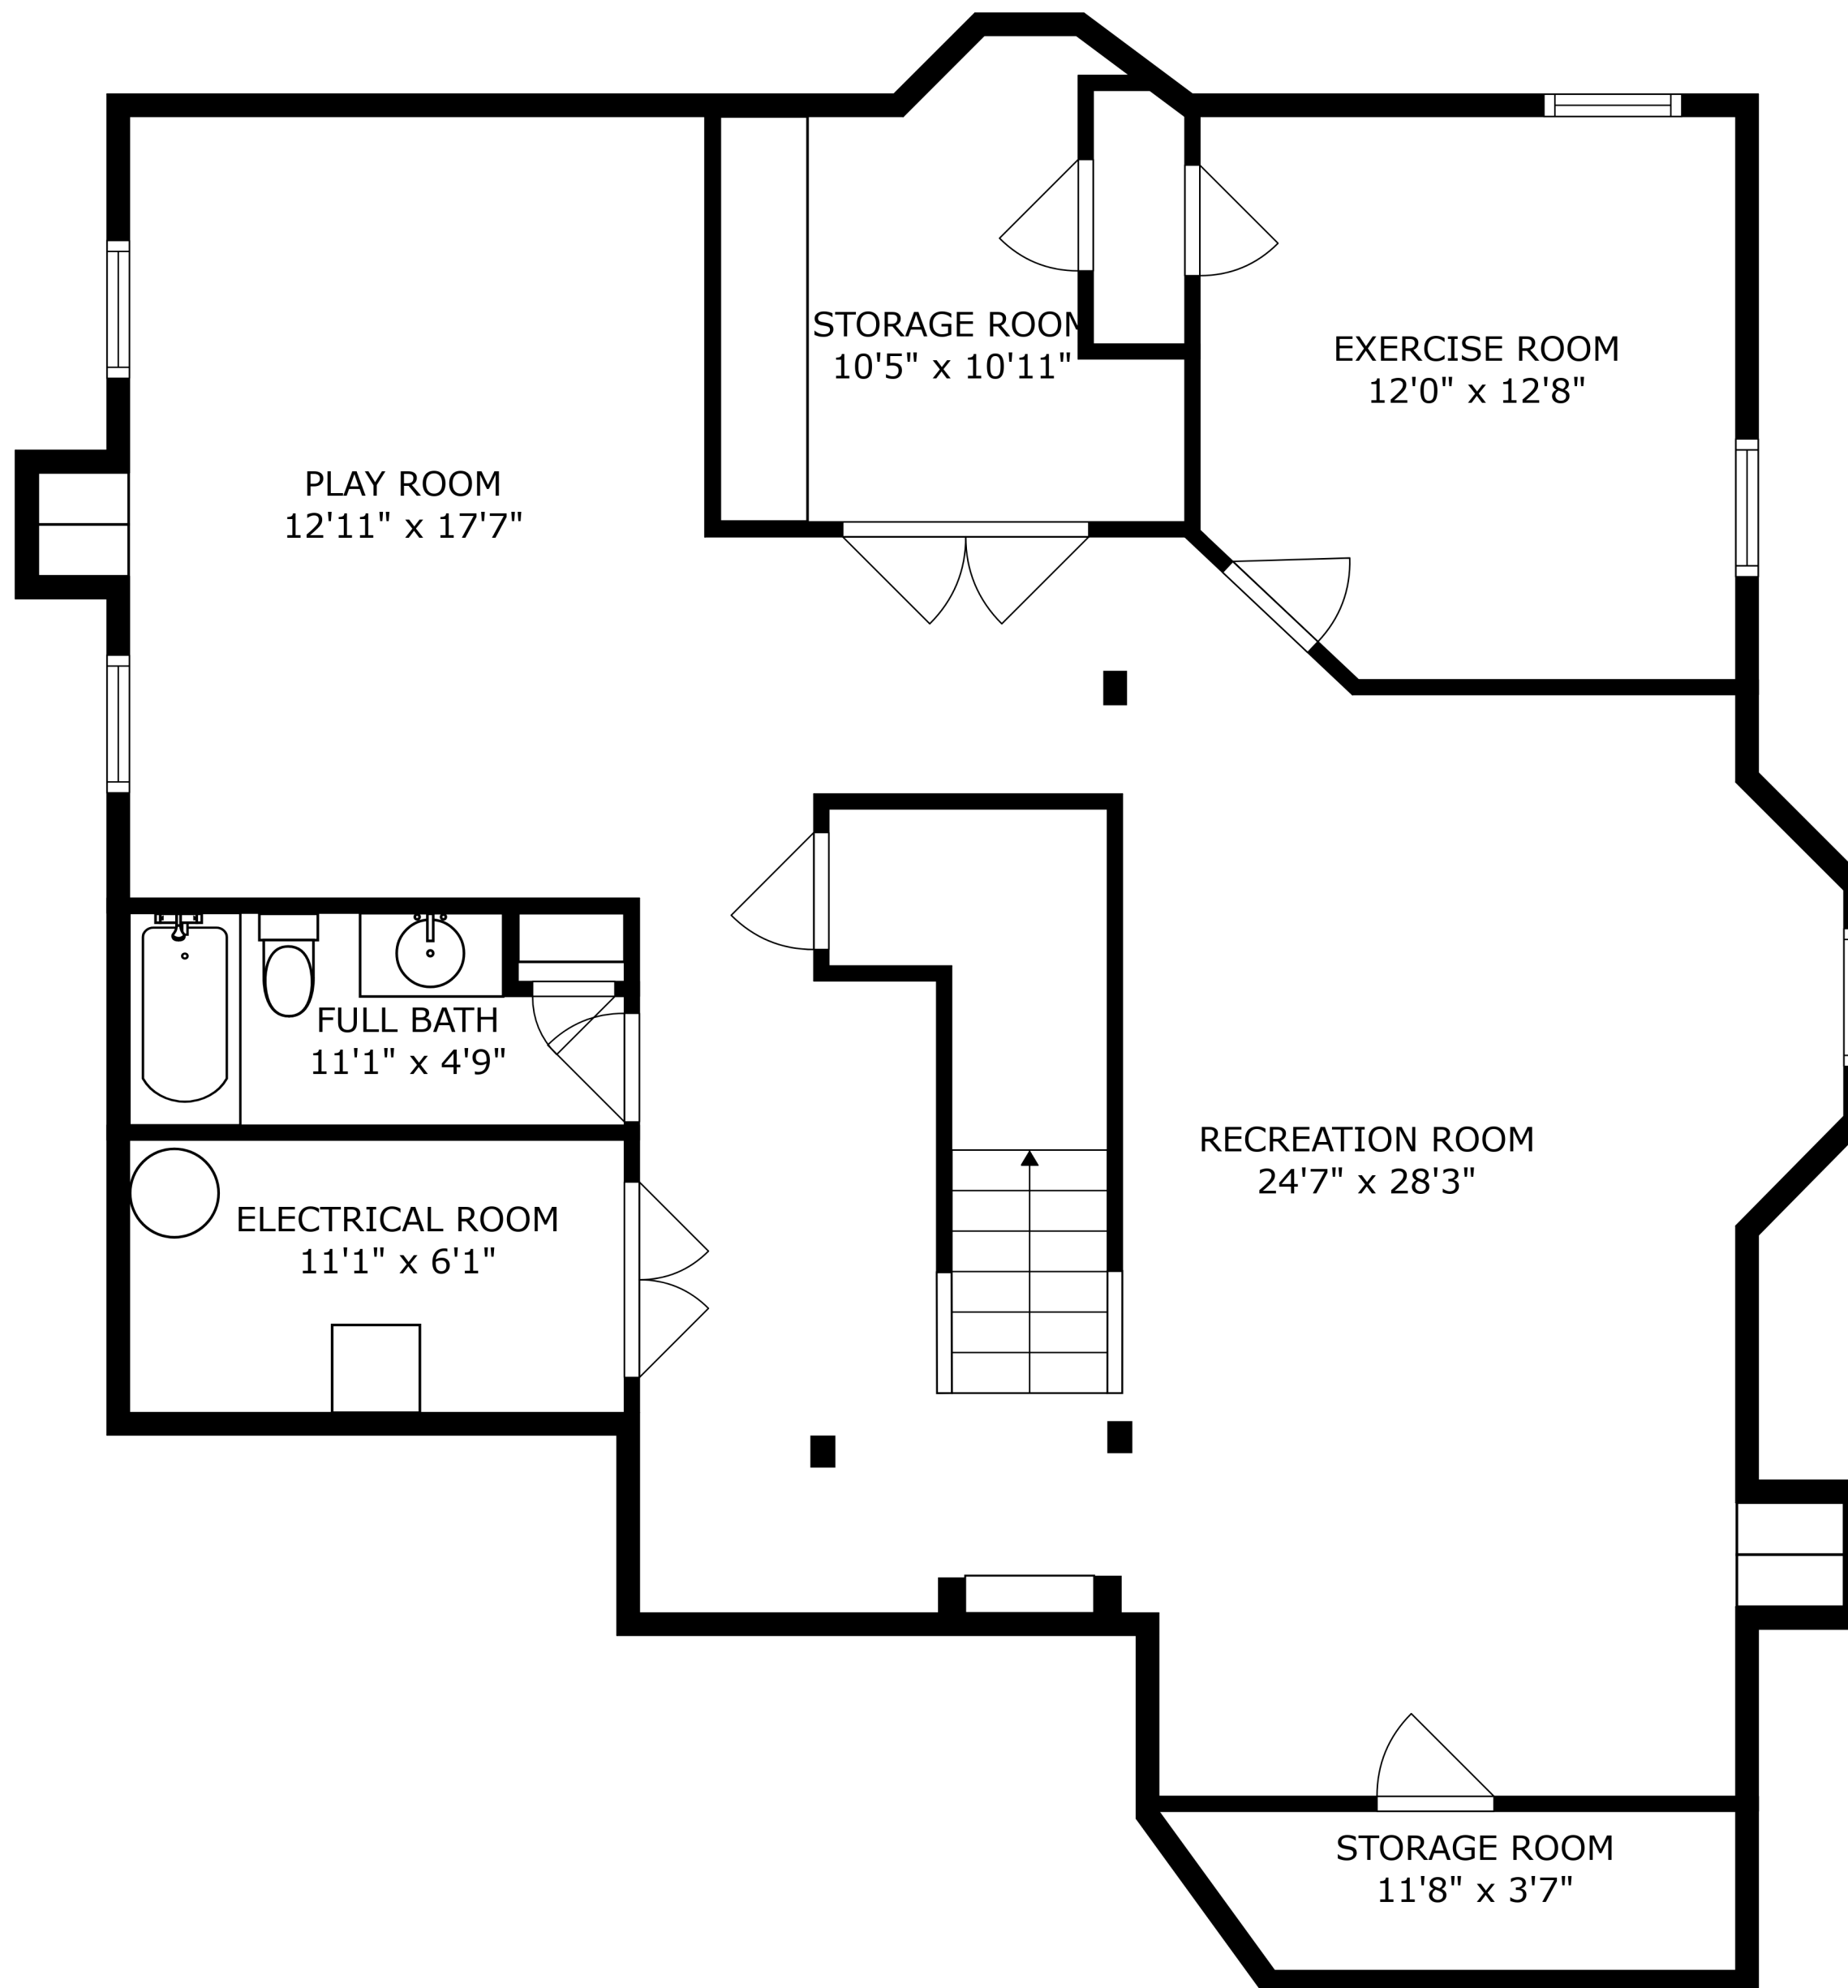 STORAGE ROOM
10'5" x 10'11"
EXERCISE ROOM
12'0" x 12'8"
PLAY ROOM
12'11" x 17'7"
FULL BATH
11'1" x 4'9"
RECREATION ROOM
24'7" x 28'3"
ELECTRICAL ROOM
11'1" x 6'1"
STORAGE ROOM
11'8" x 3'7"